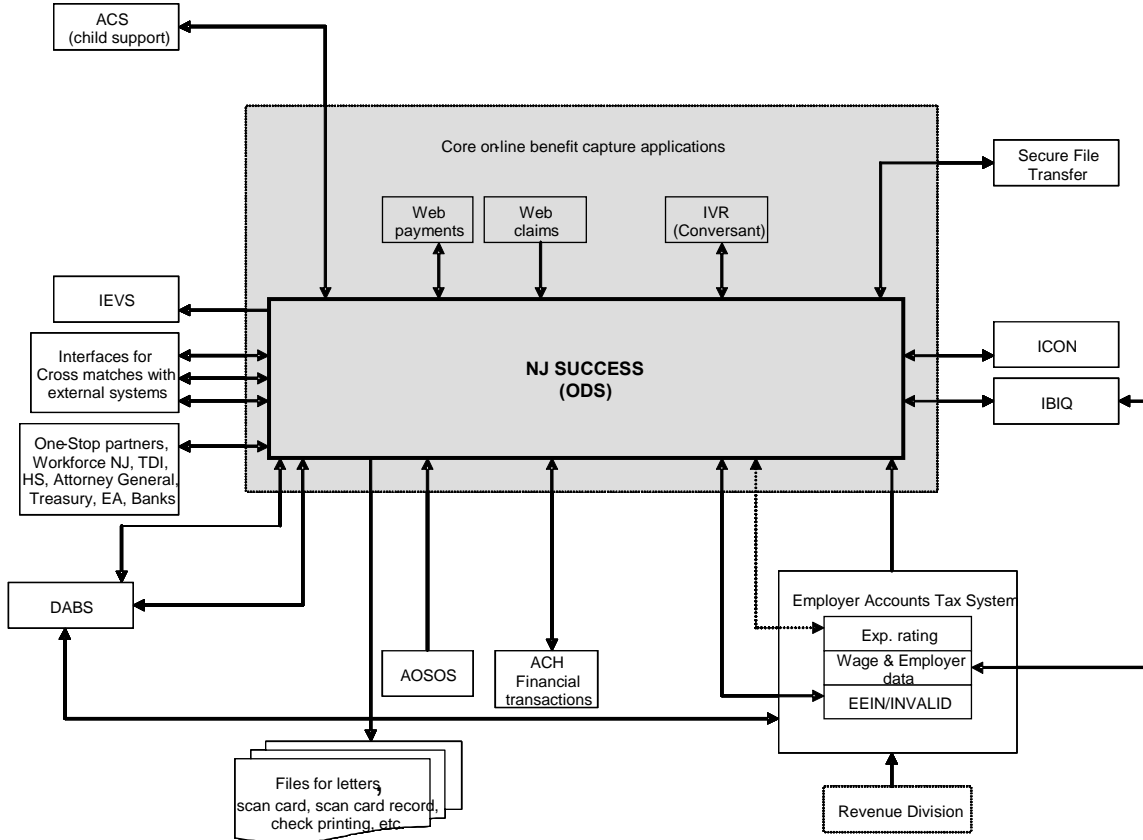 ACS
(child support)
Core on-line benefit capture applications
Secure File
Transfer
Web
payments
Web
claims
IVR
(Conversant)
IEVS
Interfaces for
Cross matches with
external systems
NJ SUCCESS
(ODS)
ICON
IBIQ
One-Stop partners,
Workforce NJ, TDI,
HS, Attorney General,
Treasury, EA, Banks
DABS
Employer Accounts Tax System
Exp. rating
Wage & Employer
data
EEIN/INVALID
AOSOS
ACH
Financial
transactions
Files for letters,
scan card, scan card record,
check printing, etc.
Revenue Division